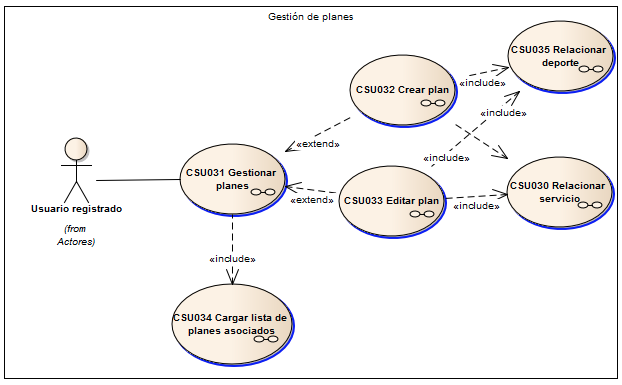 Gestión de planes
CSU035 Relacionar
deporte
CSU032 Crear plan
«include»
«include»
«extend»
«include»
CSU031 Gestionar
planes
CSU030 Relacionar
servicio
CSU033 Editar plan
«extend»
«include»
Usuario registrado
(from
Actores)
«include»
CSU034 Cargar lista de
planes asociados